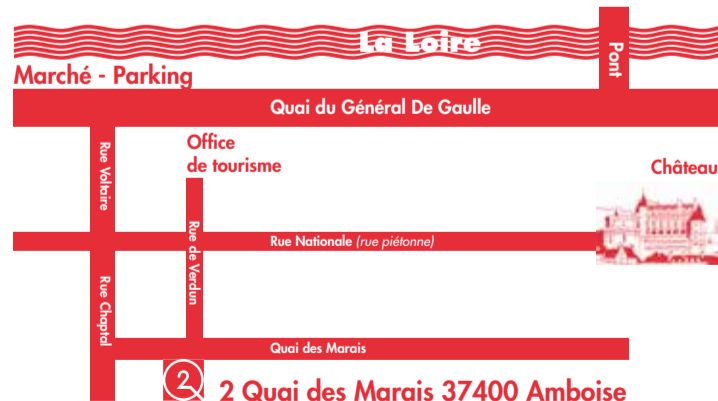 La Loire
Pont
Marché - Parking
Quai du Général De Gaulle
Rue Voltaire
Office
de tourisme
Château
Rue de Verdun
Rue Nationale (rue piétonne)
Rue Chaptal
Quai des Marais
2
2 Quai des Marais 37400 Amboise